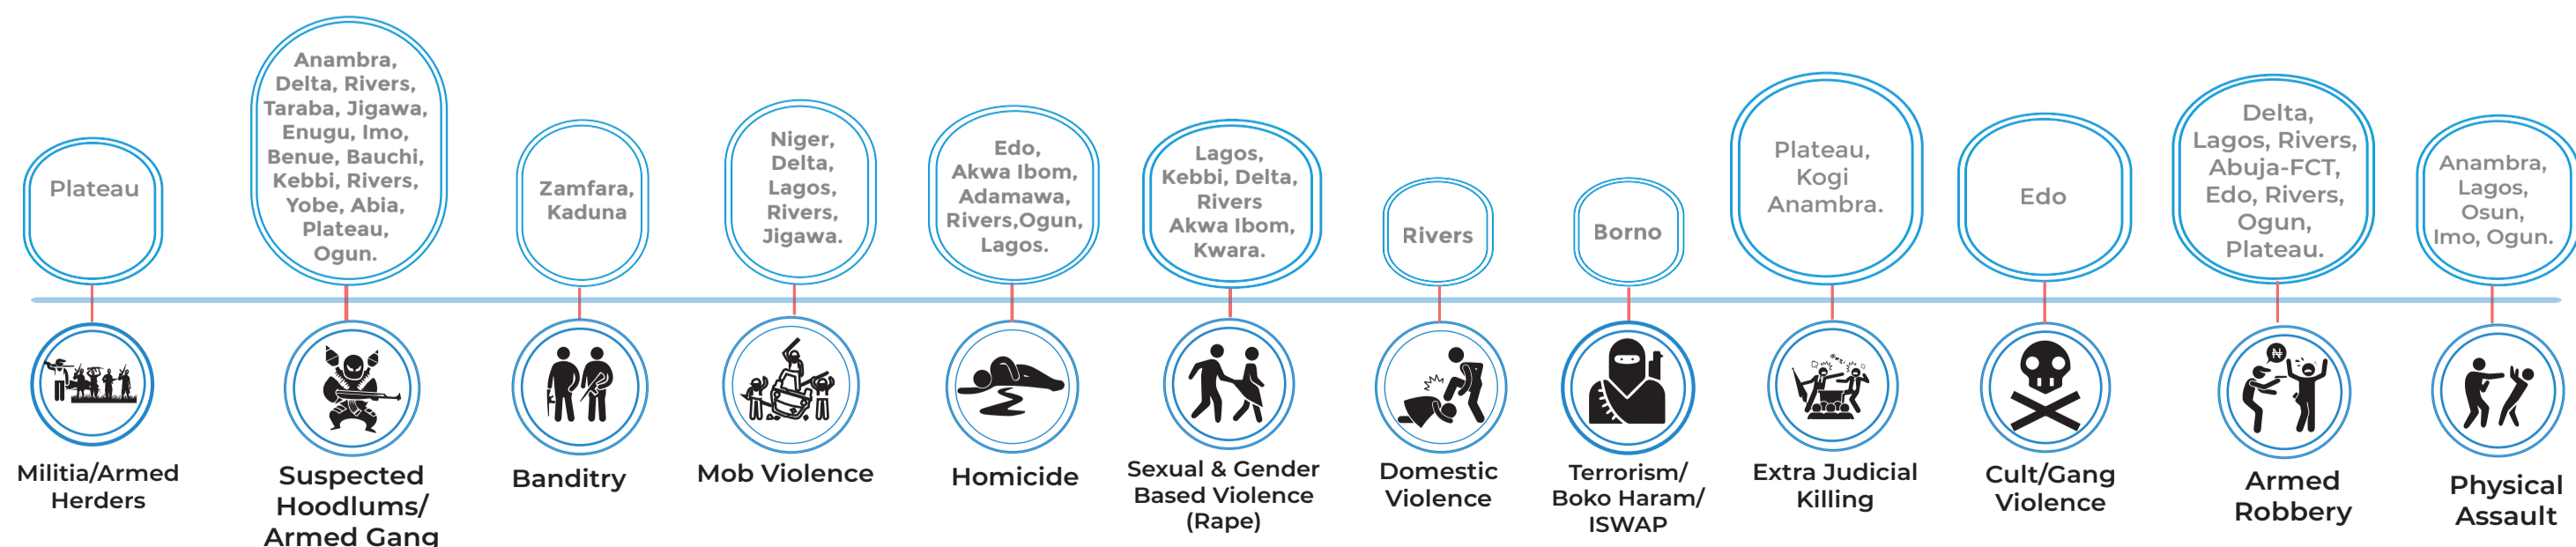 Plateau
Anambra,
Delta, Rivers,
Taraba, Jigawa,
Enugu, Imo,
Benue, Bauchi,
Kebbi, Rivers,
Yobe, Abia,
Plateau,
Ogun.
Zamfara,
Kaduna
Niger,
Delta,
Lagos,
Rivers,
Jigawa.
Edo,
Akwa Ibom,
Adamawa,
Rivers,Ogun,
Lagos.
Lagos,
Kebbi, Delta,
Rivers
Akwa Ibom,
Kwara.
Rivers
Borno
Plateau,
Kogi
Anambra.
Edo
Delta,
Lagos, Rivers,
Abuja-FCT,
Edo, Rivers,
Ogun,
Plateau.
Anambra,
Lagos,
Osun,
Imo, Ogun.
₦
Militia/Armed
Herders
Suspected
Hoodlums/
Armed Gang
Banditry
Mob Violence
Homicide
Sexual & Gender
Based Violence
(Rape)
Domestic
Violence
Terrorism/
Boko Haram/
ISWAP
Extra Judicial
Killing
Cult/Gang
Violence
Armed
Robbery
Physical
Assault